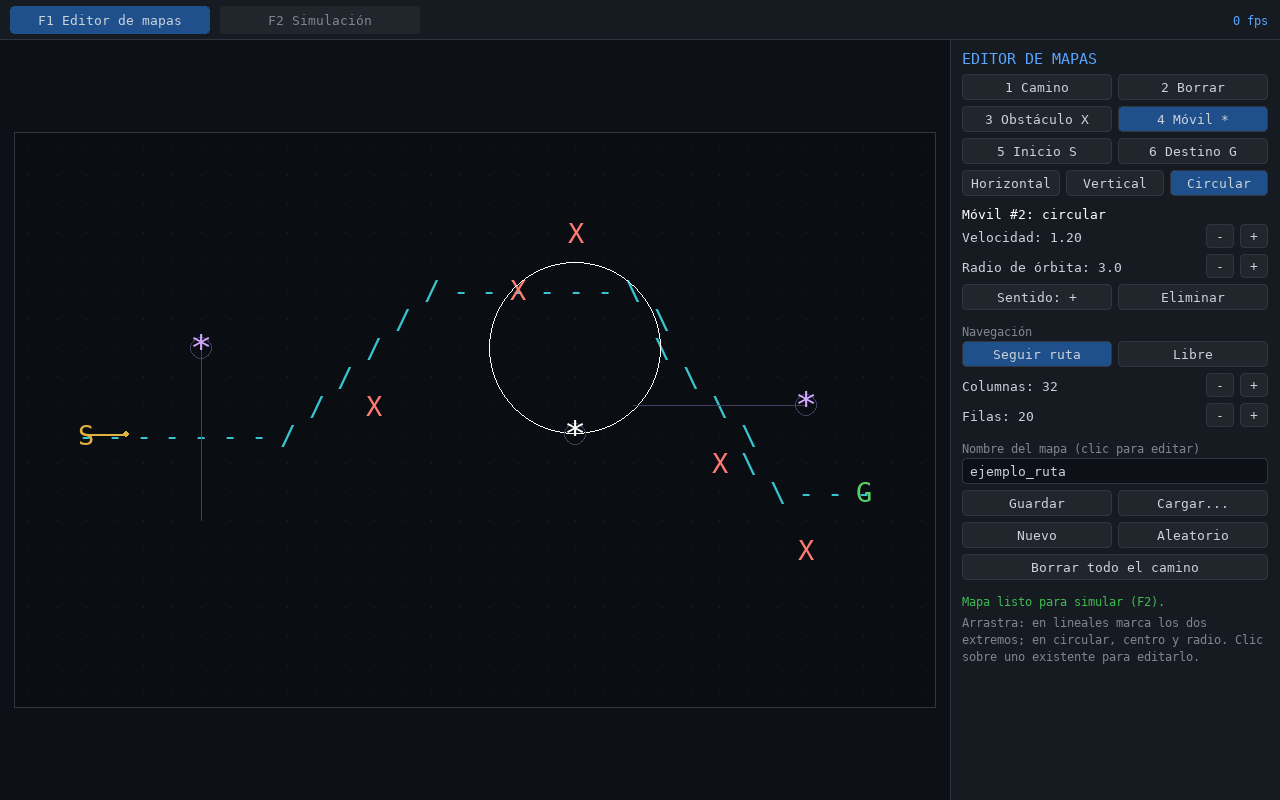 F1 Editor de mapas F2 Simulación 0 fps
EDITOR DE MAPAS
1 Camino 2 Borrar
3 Obstáculo X 4 Móvil *
5 Inicio S 6 Destino G
Horizontal Vertical Circular
Móvil #2: circular
Velocidad: 1.20 - +
Radio de órbita: 3.0 - +
Sentido: + Eliminar
Navegación
Seguir ruta Libre
Columnas: 32 - +
Filas: 20 - +
Nombre del mapa (clic para editar)
ejemplo_ruta
Guardar Cargar...
Nuevo Aleatorio
Borrar todo el camino
Mapa listo para simular (F2).
Arrastra: en lineales marca los dos
extremos; en circular, centro y radio. Clic
sobre uno existente para editarlo.
X
/ - - X - - - \
/ \
* / \
/ \
/ X * \
S - - - - - - / * \
X \
\ - - G
X